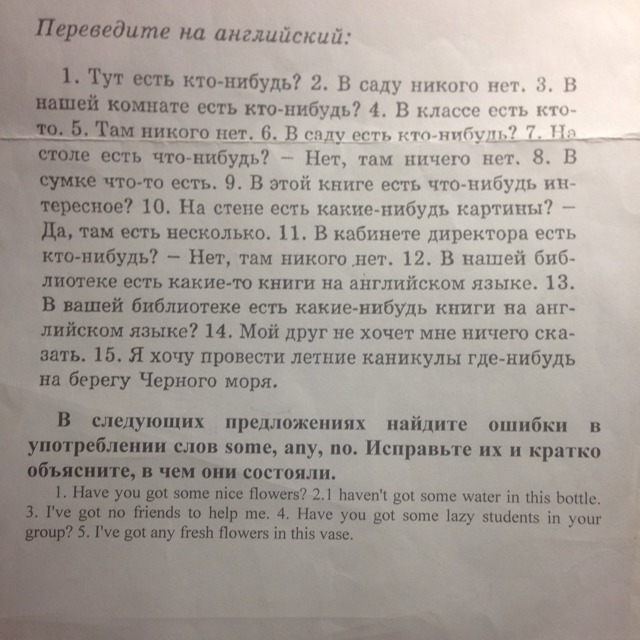 Переведите на английский:
1. Тут есть кто-нибудь? 2. В саду никого нет. 3. В
нашей комнате есть кто-нибудь? 4. В классе есть кто-
то. 5. Там никого нет. 6. В саду есть кто-нибудь? 7. На
столе есть что-нибудь? – Нет, там ничего нет. 8. В
сумке что-то есть. 9. В этой книге есть что-нибудь ин-
тересное? 10. На стене есть какие-нибудь картины? –
Да, там есть несколько. 11. В кабинете директора есть
кто-нибудь? – Нет, там никого нет. 12. В нашей биб-
лиотеке есть какие-то книги на английском языке. 13.
В вашей библиотеке есть какие-нибудь книги на анг-
лийском языке? 14. Мой друг не хочет мне ничего ска-
зать. 15. Я хочу провести летние каникулы где-нибудь
на берегу Черного моря.
В следующих предложениях найдите ошибки в
употреблении слов some, any, no. Исправьте их и кратко
объясните, в чем они состояли.
1. Have you got some nice flowers? 2.1 haven't got some water in this bottle.
3. I've got no friends to help me. 4. Have you got some lazy students in your
group? 5. I've got any fresh flowers in this vase.